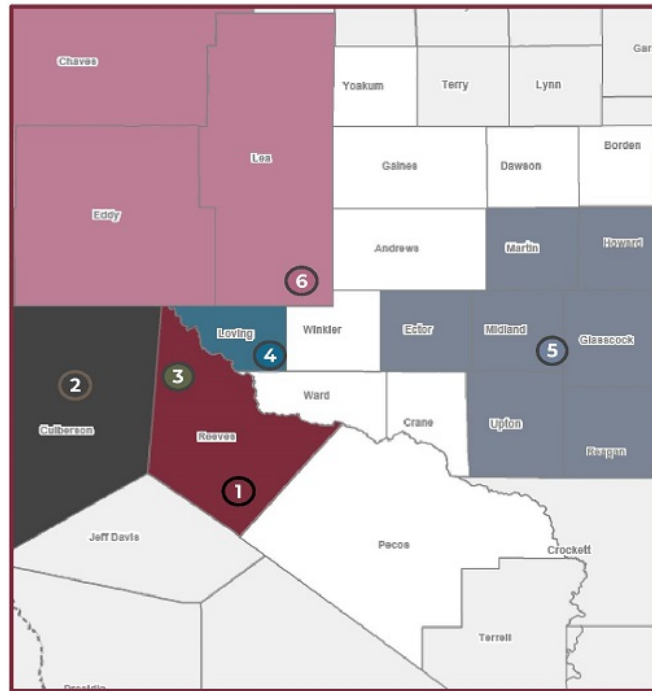 Chaves
Yoakum
Terry
Lynn
Lea
Gaines
Dawson
Borden
Eddy
Andrews
Martin
Howard
6
Loving
Winkler
Ector
Midland
Glasscock
4
5
3
2
Culberson
Reeves
Ward
Crane
Upton
Reagan
1
Jeff Davis
Pecos
Crockett
Terrell